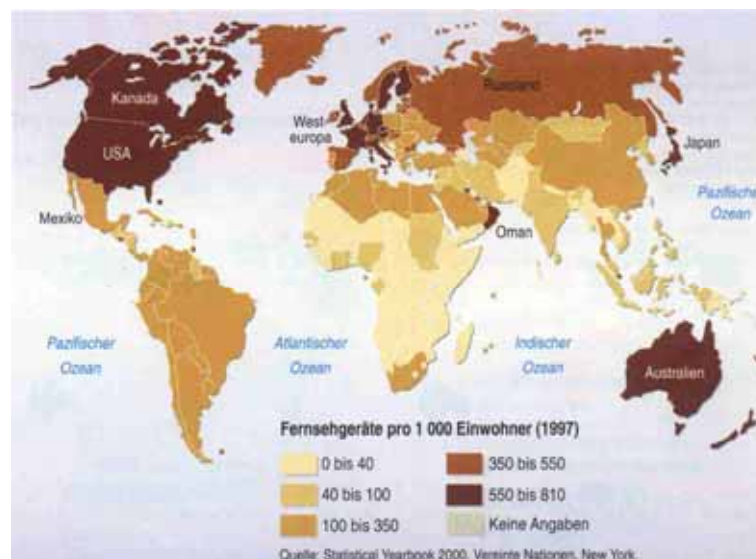 Kanada
USA
Mexiko
West
europa
Russland
Japan
Oman
Australien
Pazifischer
Ozean
Pazifischer
Ozean
Atlantischer
Ozean
Indischer
Ozean
Fernsehgeräte pro 1 000 Einwohner (1997)
0 bis 40
40 bis 100
100 bis 350
350 bis 550
550 bis 810
Keine Angaben
Quelle: Statistical Yearbook 2000, Vereinte Nationen, New York.